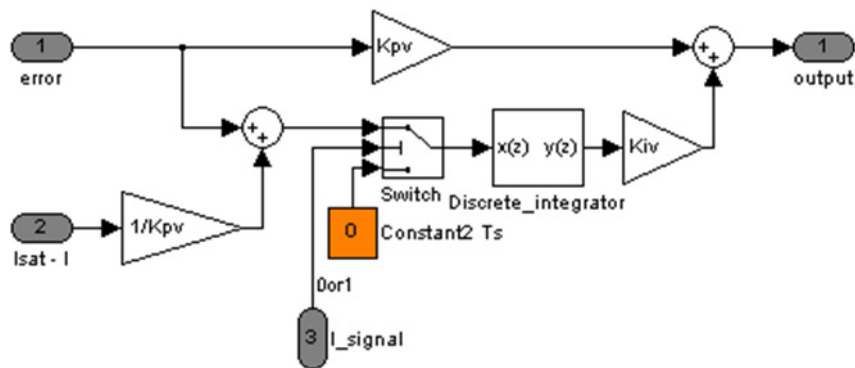 1
error
Kpv
+
+
1
output
+
+
Switch
x(z) y(z)
Discrete_integrator
Kiv
2
Isat - I
1/Kpv
0
Constant2 Ts
0or1
3
I_signal